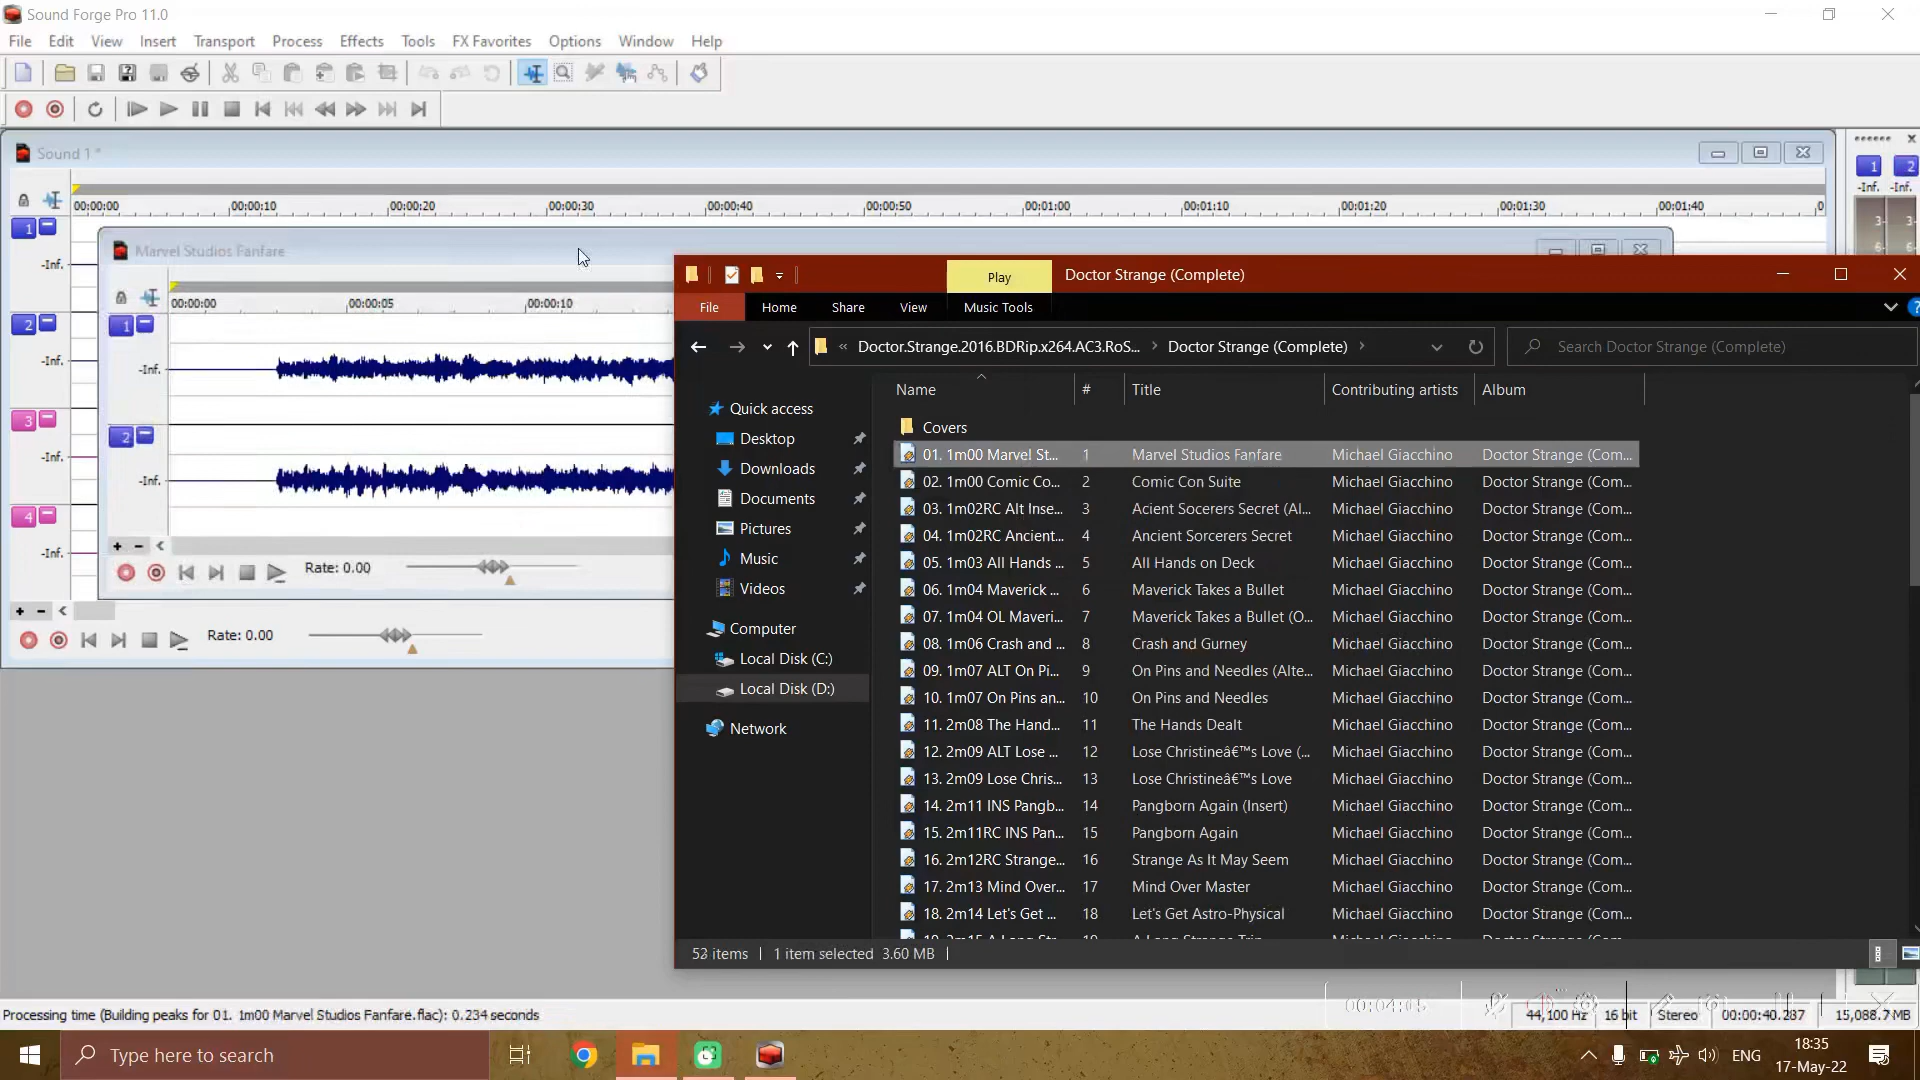 Sound Forge Pro 11.0
File Edit View Insert Transport Process Effects Tools FX Favorites Options Window Help
Sound 1 *
00:00:00 00:00:10 00:00:20 00:00:30 00:00:40 00:00:50 00:01:00 00:01:10 00:01:20 00:01:30 00:01:40
1 2
-Inf. -Inf.
1
-Inf.
2
-Inf.
3
-Inf.
4
-Inf.
Rate: 0.00
Marvel Studios Fanfare
00:00:00 00:00:05 00:00:10
1
-Inf.
2
-Inf.
Rate: 0.00
Play Doctor Strange (Complete)
File Home Share View Music Tools
« Doctor.Strange.2016.BDRip.x264.AC3.RoS... Doctor Strange (Complete)
Search Doctor Strange (Complete)
Quick access
Desktop
Downloads
Documents
Pictures
Music
Videos
Computer
Local Disk (C:)
Local Disk (D:)
Network
Name # Title Contributing artists Album
Covers
01. 1m00 Marvel St... 1 Marvel Studios Fanfare Michael Giacchino Doctor Strange (Com...
02. 1m00 Comic Co... 2 Comic Con Suite Michael Giacchino Doctor Strange (Com...
03. 1m02RC Alt Inse... 3 Acient Socerers Secret (Al... Michael Giacchino Doctor Strange (Com...
04. 1m02RC Ancient... 4 Ancient Sorcerers Secret Michael Giacchino Doctor Strange (Com...
05. 1m03 All Hands ... 5 All Hands on Deck Michael Giacchino Doctor Strange (Com...
06. 1m04 Maverick ... 6 Maverick Takes a Bullet Michael Giacchino Doctor Strange (Com...
07. 1m04 OL Maveri... 7 Maverick Takes a Bullet (O... Michael Giacchino Doctor Strange (Com...
08. 1m06 Crash and ... 8 Crash and Gurney Michael Giacchino Doctor Strange (Com...
09. 1m07 ALT On Pi... 9 On Pins and Needles (Alte... Michael Giacchino Doctor Strange (Com...
10. 1m07 On Pins an... 10 On Pins and Needles Michael Giacchino Doctor Strange (Com...
11. 2m08 The Hand... 11 The Hands Dealt Michael Giacchino Doctor Strange (Com...
12. 2m09 ALT Lose ... 12 Lose Christineâ€™s Love (... Michael Giacchino Doctor Strange (Com...
13. 2m09 Lose Chris... 13 Lose Christineâ€™s Love Michael Giacchino Doctor Strange (Com...
14. 2m11 INS Pangb... 14 Pangborn Again (Insert) Michael Giacchino Doctor Strange (Com...
15. 2m11RC INS Pan... 15 Pangborn Again Michael Giacchino Doctor Strange (Com...
16. 2m12RC Strange... 16 Strange As It May Seem Michael Giacchino Doctor Strange (Com...
17. 2m13 Mind Over... 17 Mind Over Master Michael Giacchino Doctor Strange (Com...
18. 2m14 Let's Get ... 18 Let's Get Astro-Physical Michael Giacchino Doctor Strange (Com...
52 items 1 item selected 3.60 MB
00:04:05
Processing time (Building peaks for 01. 1m00 Marvel Studios Fanfare.flac): 0.234 seconds
44,100 Hz 16 bit Stereo 00:00:40.287 15,088.7 MB
Type here to search
ENG
18:35
17-May-22